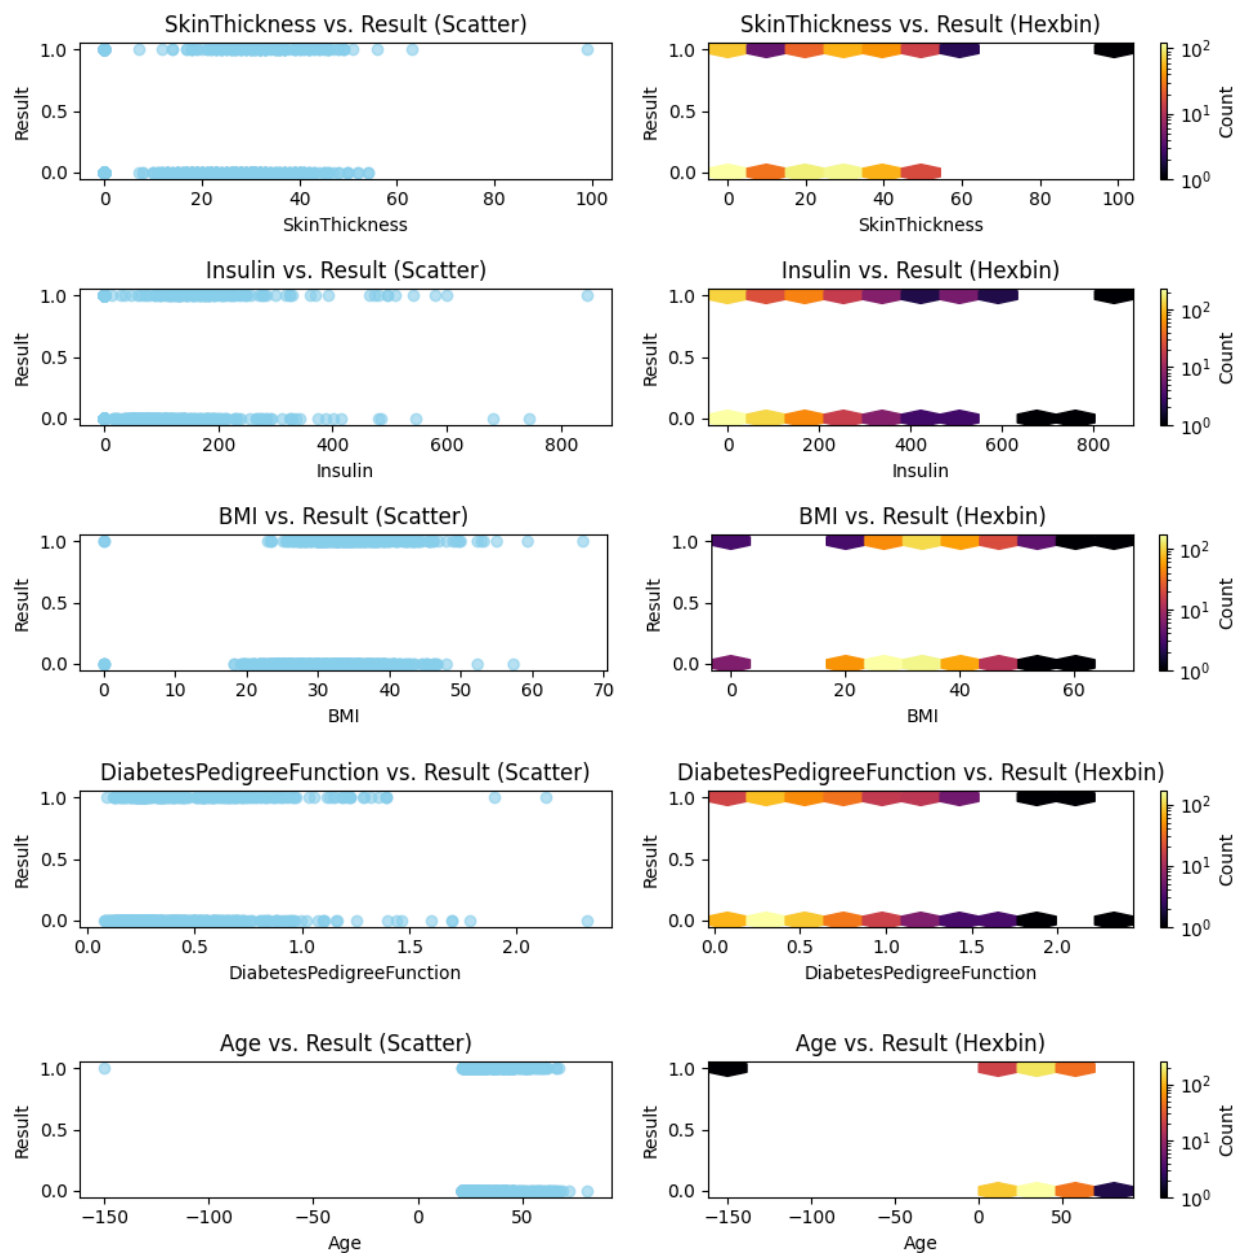 SkinThickness vs. Result (Scatter)
1.0
0.5
0.0
Result
0 20 40 60 80 100
SkinThickness
SkinThickness vs. Result (Hexbin)
1.0
0.5
0.0
Result
0 20 40 60 80 100
SkinThickness
10²
10¹
10⁰
Count
Insulin vs. Result (Scatter)
1.0
0.5
0.0
Result
0 200 400 600 800
Insulin
Insulin vs. Result (Hexbin)
1.0
0.5
0.0
Result
0 200 400 600 800
Insulin
10²
10¹
10⁰
Count
BMI vs. Result (Scatter)
1.0
0.5
0.0
Result
0 10 20 30 40 50 60 70
BMI
BMI vs. Result (Hexbin)
1.0
0.5
0.0
Result
0 20 40 60
BMI
10²
10¹
10⁰
Count
DiabetesPedigreeFunction vs. Result (Scatter)
1.0
0.5
0.0
Result
0.0 0.5 1.0 1.5 2.0
DiabetesPedigreeFunction
DiabetesPedigreeFunction vs. Result (Hexbin)
1.0
0.5
0.0
Result
0.0 0.5 1.0 1.5 2.0
DiabetesPedigreeFunction
10²
10¹
10⁰
Count
Age vs. Result (Scatter)
1.0
0.5
0.0
Result
−150 −100 −50 0 50
Age
Age vs. Result (Hexbin)
1.0
0.5
0.0
Result
−150 −100 −50 0 50
Age
10²
10¹
10⁰
Count